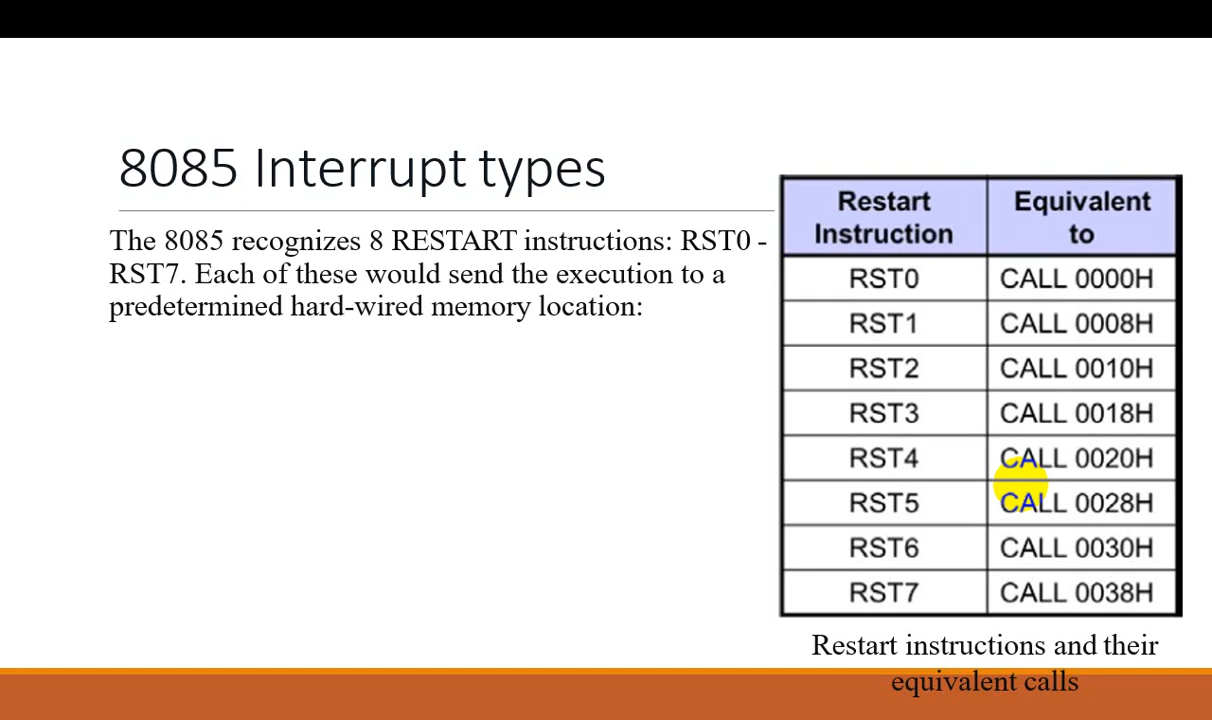 8085 Interrupt types
The 8085 recognizes 8 RESTART instructions: RST0 -
RST7. Each of these would send the execution to a
predetermined hard-wired memory location:
Restart Instruction Equivalent to
RST0 CALL 0000H
RST1 CALL 0008H
RST2 CALL 0010H
RST3 CALL 0018H
RST4 CALL 0020H
RST5 CALL 0028H
RST6 CALL 0030H
RST7 CALL 0038H
Restart instructions and their
equivalent calls